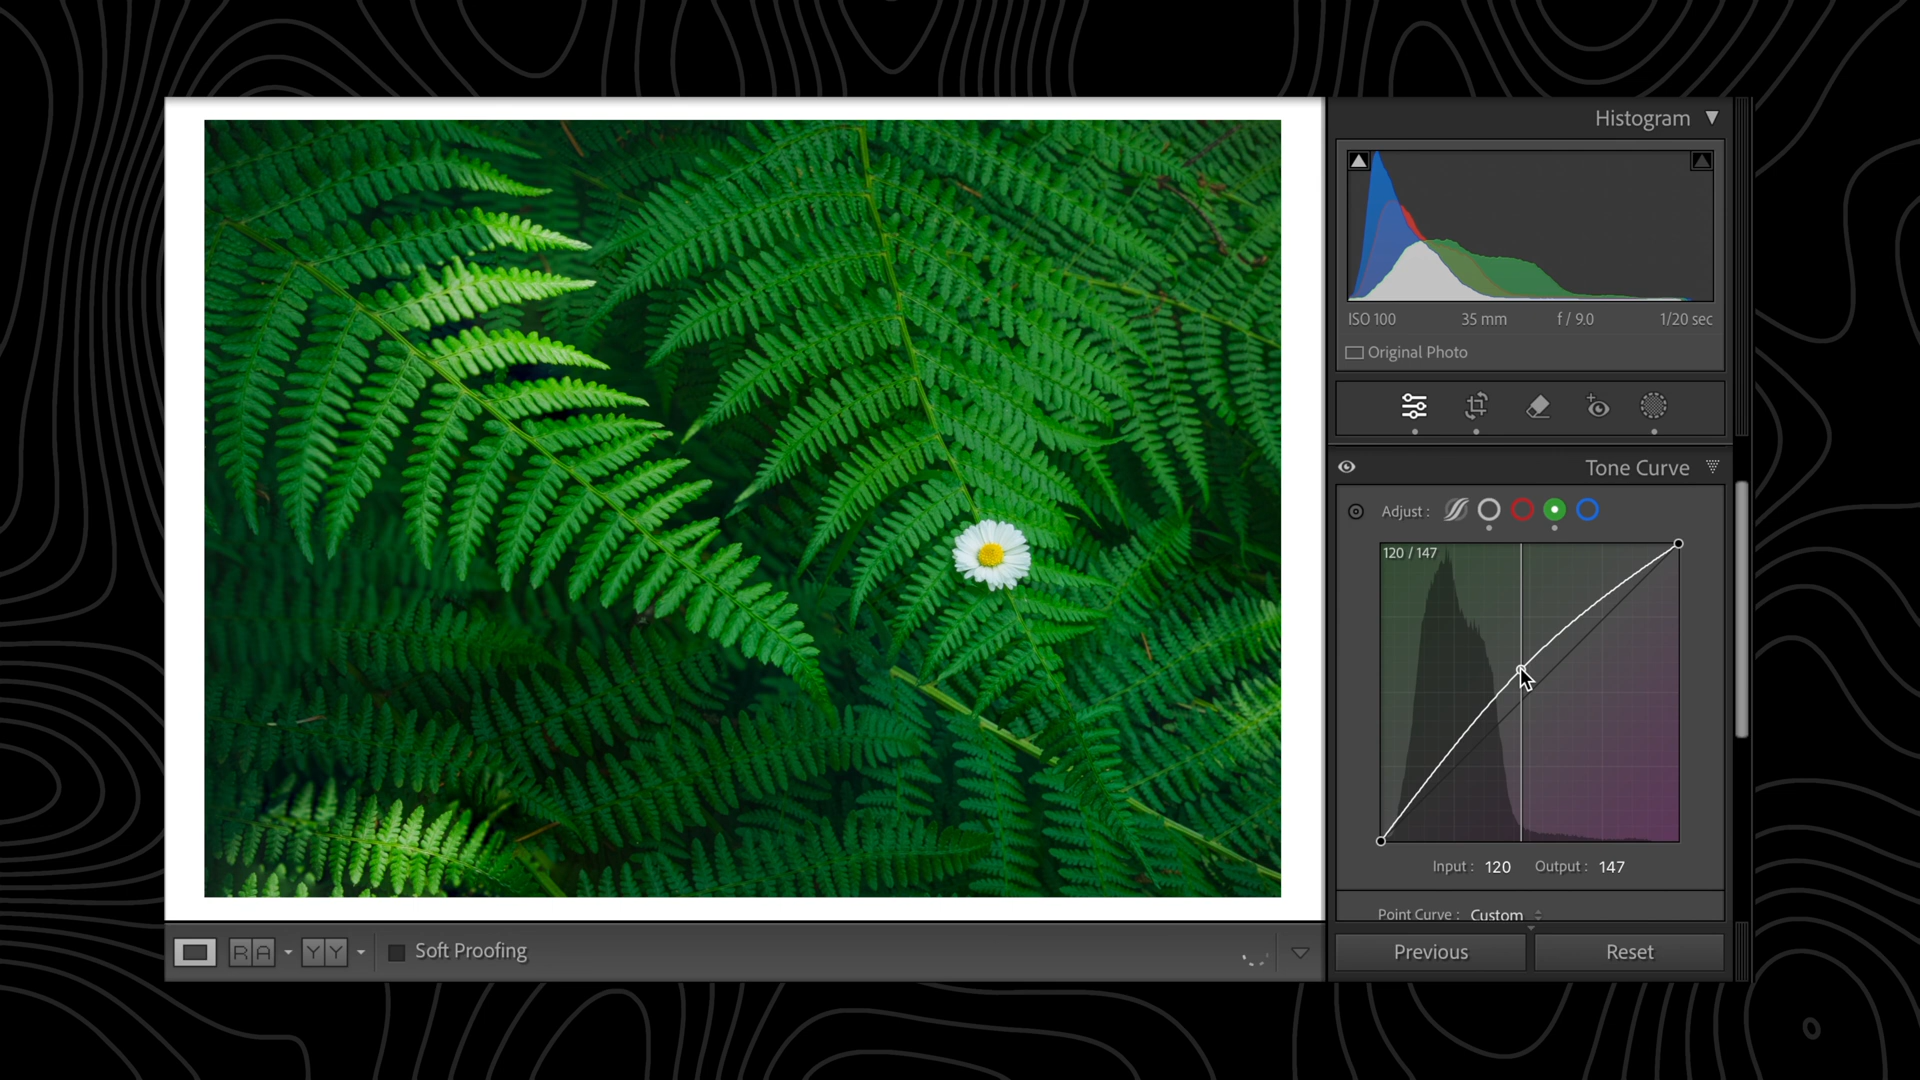 Histogram
ISO 100 35 mm f / 9.0 1/20 sec
Original Photo
Tone Curve
Adjust :
120 / 147
Input : 120 Output : 147
Point Curve : Custom
Previous Reset
R A Y Y Soft Proofing